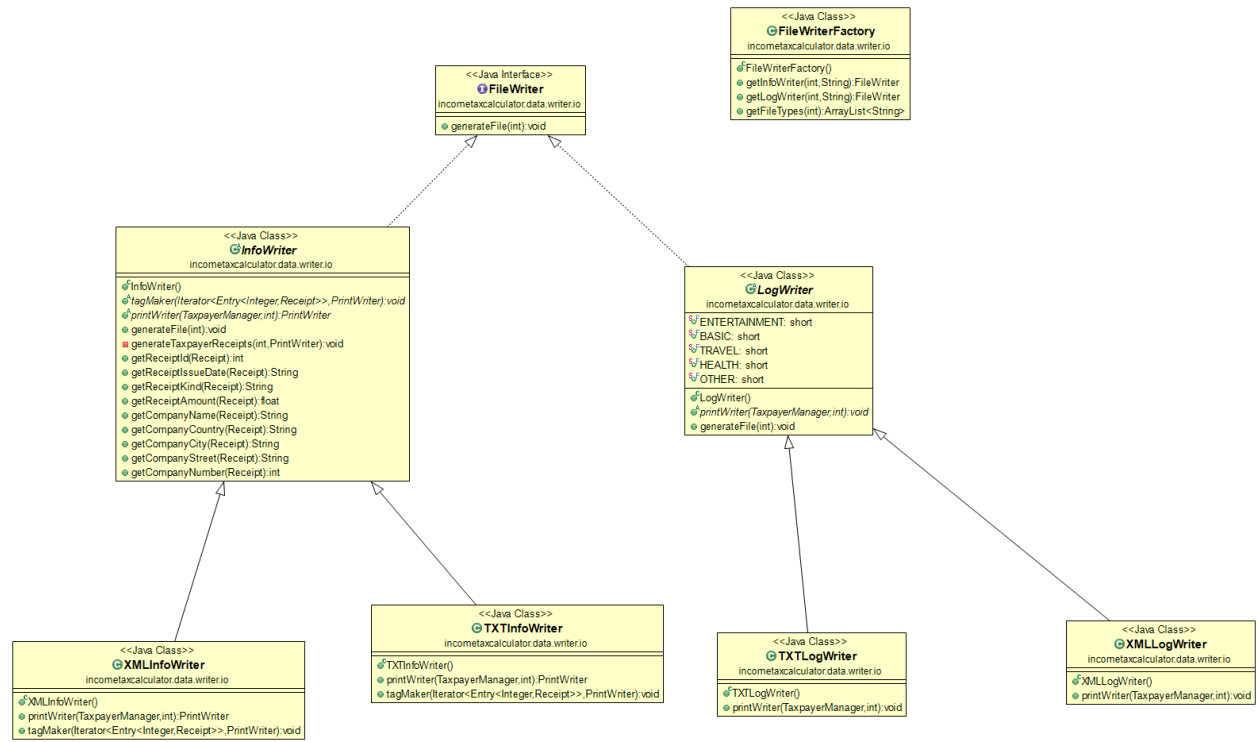 <<Java Class>>
FileWriterFactory
incometaxcalculator.data.writer.io
FileWriterFactory()
getInfoWriter(int,String):FileWriter
getLogWriter(int,String):FileWriter
getFileTypes(int):ArrayList<String>
<<Java Interface>>
FileWriter
incometaxcalculator.data.writer.io
generateFile(int):void
<<Java Class>>
InfoWriter
incometaxcalculator.data.writer.io
InfoWriter()
tagMaker(Iterator<Entry<Integer,Receipt>>,PrintWriter):void
printWriter(TaxpayerManager,int):PrintWriter
generateFile(int):void
generateTaxpayerReceipts(int,PrintWriter):void
getReceiptId(Receipt):int
getReceiptIssueDate(Receipt):String
getReceiptKind(Receipt):String
getReceiptAmount(Receipt):float
getCompanyName(Receipt):String
getCompanyCountry(Receipt):String
getCompanyCity(Receipt):String
getCompanyStreet(Receipt):String
getCompanyNumber(Receipt):int
<<Java Class>>
LogWriter
incometaxcalculator.data.writer.io
ENTERTAINMENT: short
BASIC: short
TRAVEL: short
HEALTH: short
OTHER: short
LogWriter()
printWriter(TaxpayerManager,int):void
generateFile(int):void
<<Java Class>>
XMLInfoWriter
incometaxcalculator.data.writer.io
XMLInfoWriter()
printWriter(TaxpayerManager,int):PrintWriter
tagMaker(Iterator<Entry<Integer,Receipt>>,PrintWriter):void
<<Java Class>>
TXTInfoWriter
incometaxcalculator.data.writer.io
TXTInfoWriter()
printWriter(TaxpayerManager,int):PrintWriter
tagMaker(Iterator<Entry<Integer,Receipt>>,PrintWriter):void
<<Java Class>>
TXTLogWriter
incometaxcalculator.data.writer.io
TXTLogWriter()
printWriter(TaxpayerManager,int):void
<<Java Class>>
XMLLogWriter
incometaxcalculator.data.writer.io
XMLLogWriter()
printWriter(TaxpayerManager,int):void